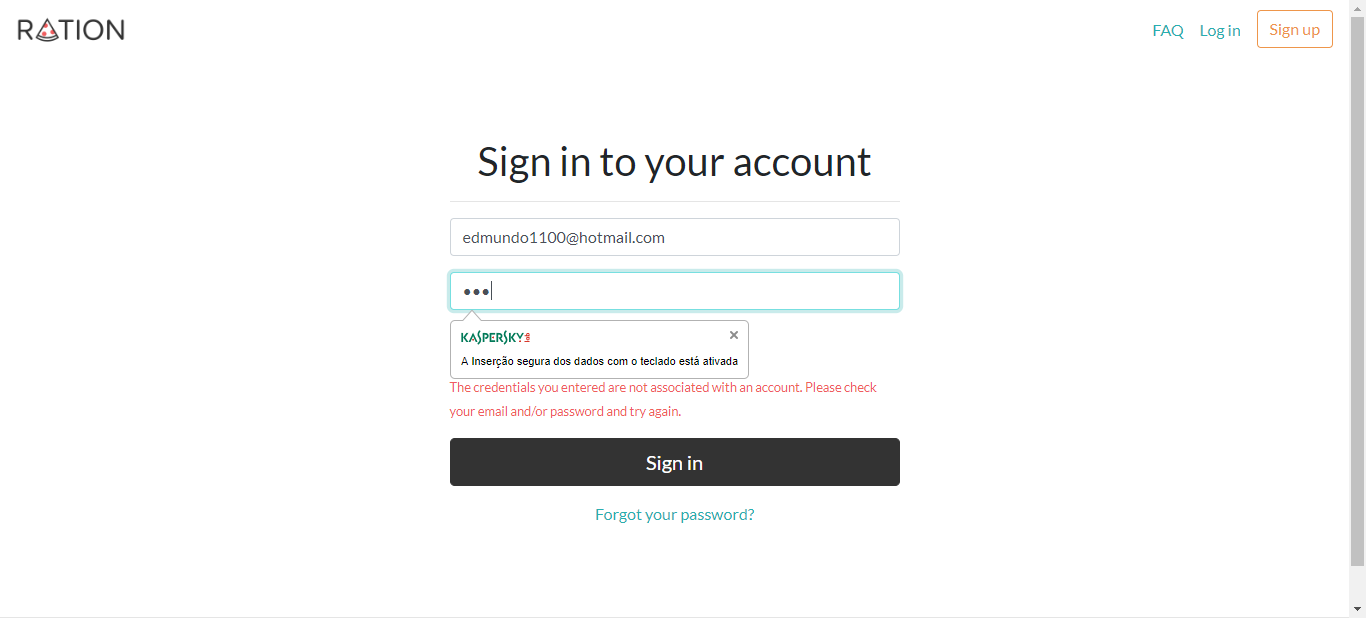 RATION
FAQ Log in Sign up
Sign in to your account
edmundo1100@hotmail.com
•••
KASPERSKY
A Inserção segura dos dados com o teclado está ativada
The credentials you entered are not associated with an account. Please check
your email and/or password and try again.
Sign in
Forgot your password?